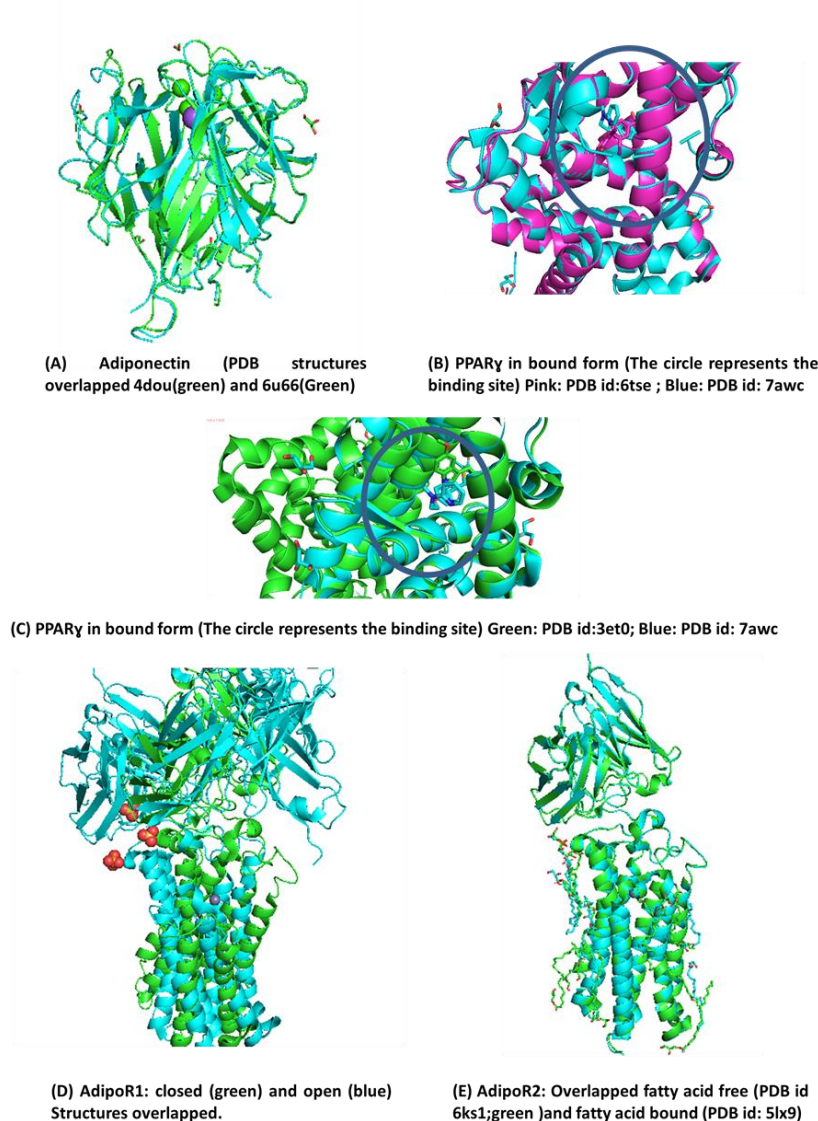 (A) Adiponectin (PDB structures
overlapped 4dou(green) and 6u66(Green)
(B) PPARɣ in bound form (The circle represents the
binding site) Pink: PDB id:6tse ; Blue: PDB id: 7awc
(C) PPARɣ in bound form (The circle represents the binding site) Green: PDB id:3et0; Blue: PDB id: 7awc
(D) AdipoR1: closed (green) and open (blue)
Structures overlapped.
(E) AdipoR2: Overlapped fatty acid free (PDB id
6ks1;green )and fatty acid bound (PDB id: 5lx9)